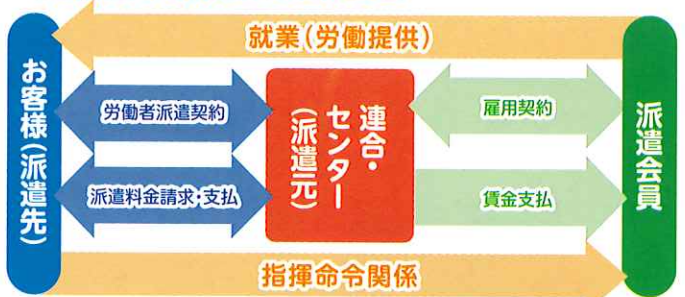 就業(労働提供)
お客様(派遣先)
労働者派遣契約
派遣料金請求・支払
連合・
センター
(派遣元)
雇用契約
賃金支払
派遣会員
指揮命令関係